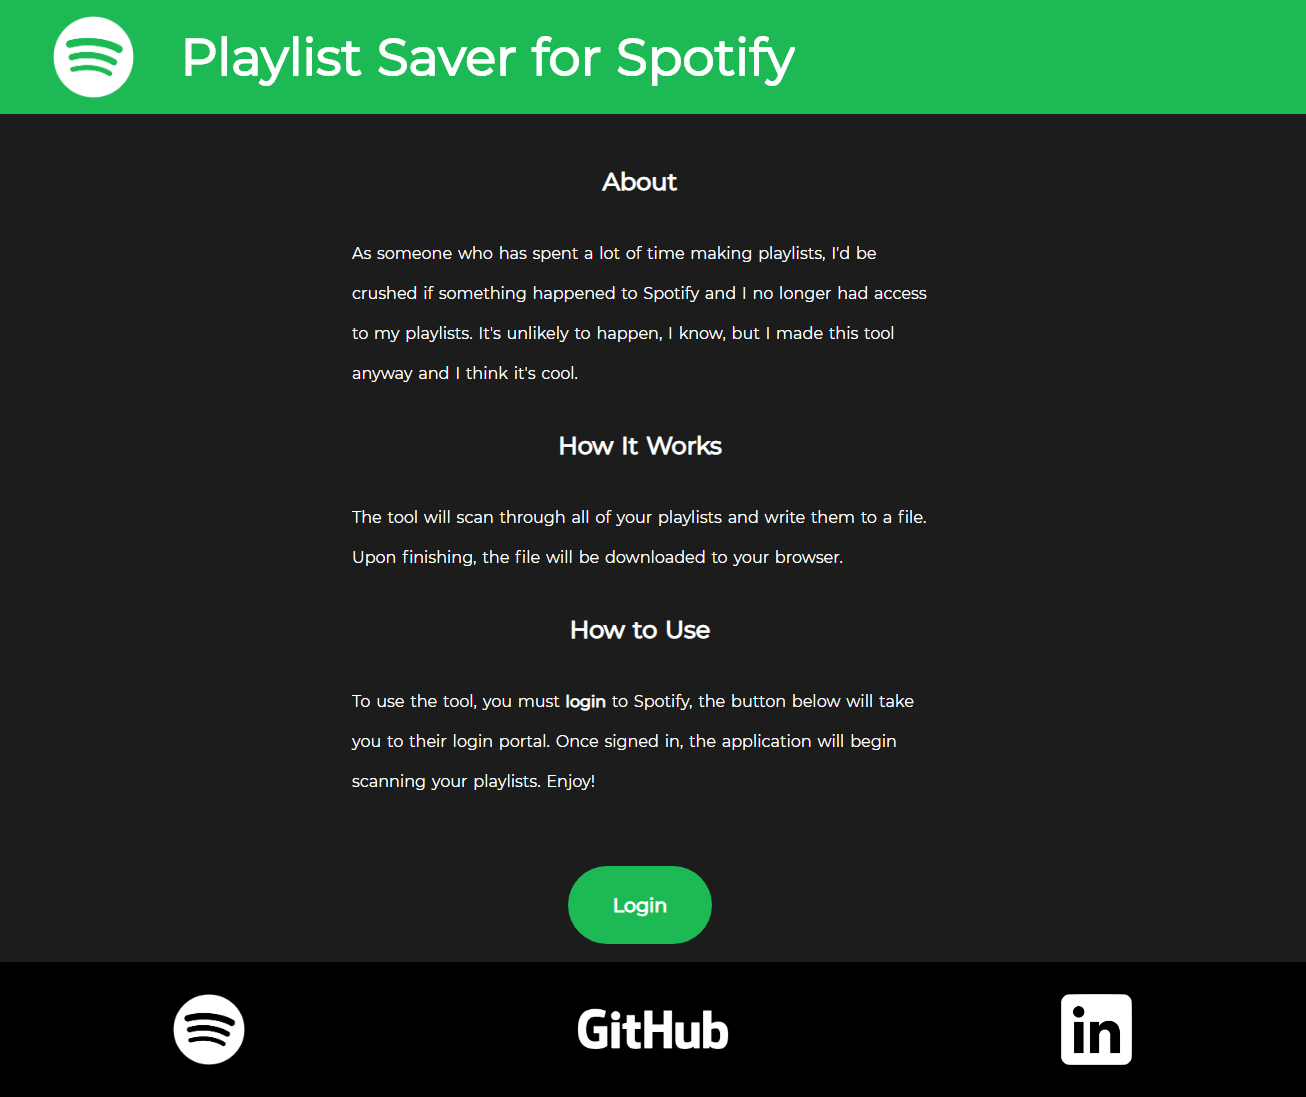 Playlist Saver for Spotify
About
As someone who has spent a lot of time making playlists, I'd be
crushed if something happened to Spotify and I no longer had access
to my playlists. It's unlikely to happen, I know, but I made this tool
anyway and I think it's cool.
How It Works
The tool will scan through all of your playlists and write them to a file.
Upon finishing, the file will be downloaded to your browser.
How to Use
To use the tool, you must login to Spotify, the button below will take
you to their login portal. Once signed in, the application will begin
scanning your playlists. Enjoy!
Login
GitHub
in